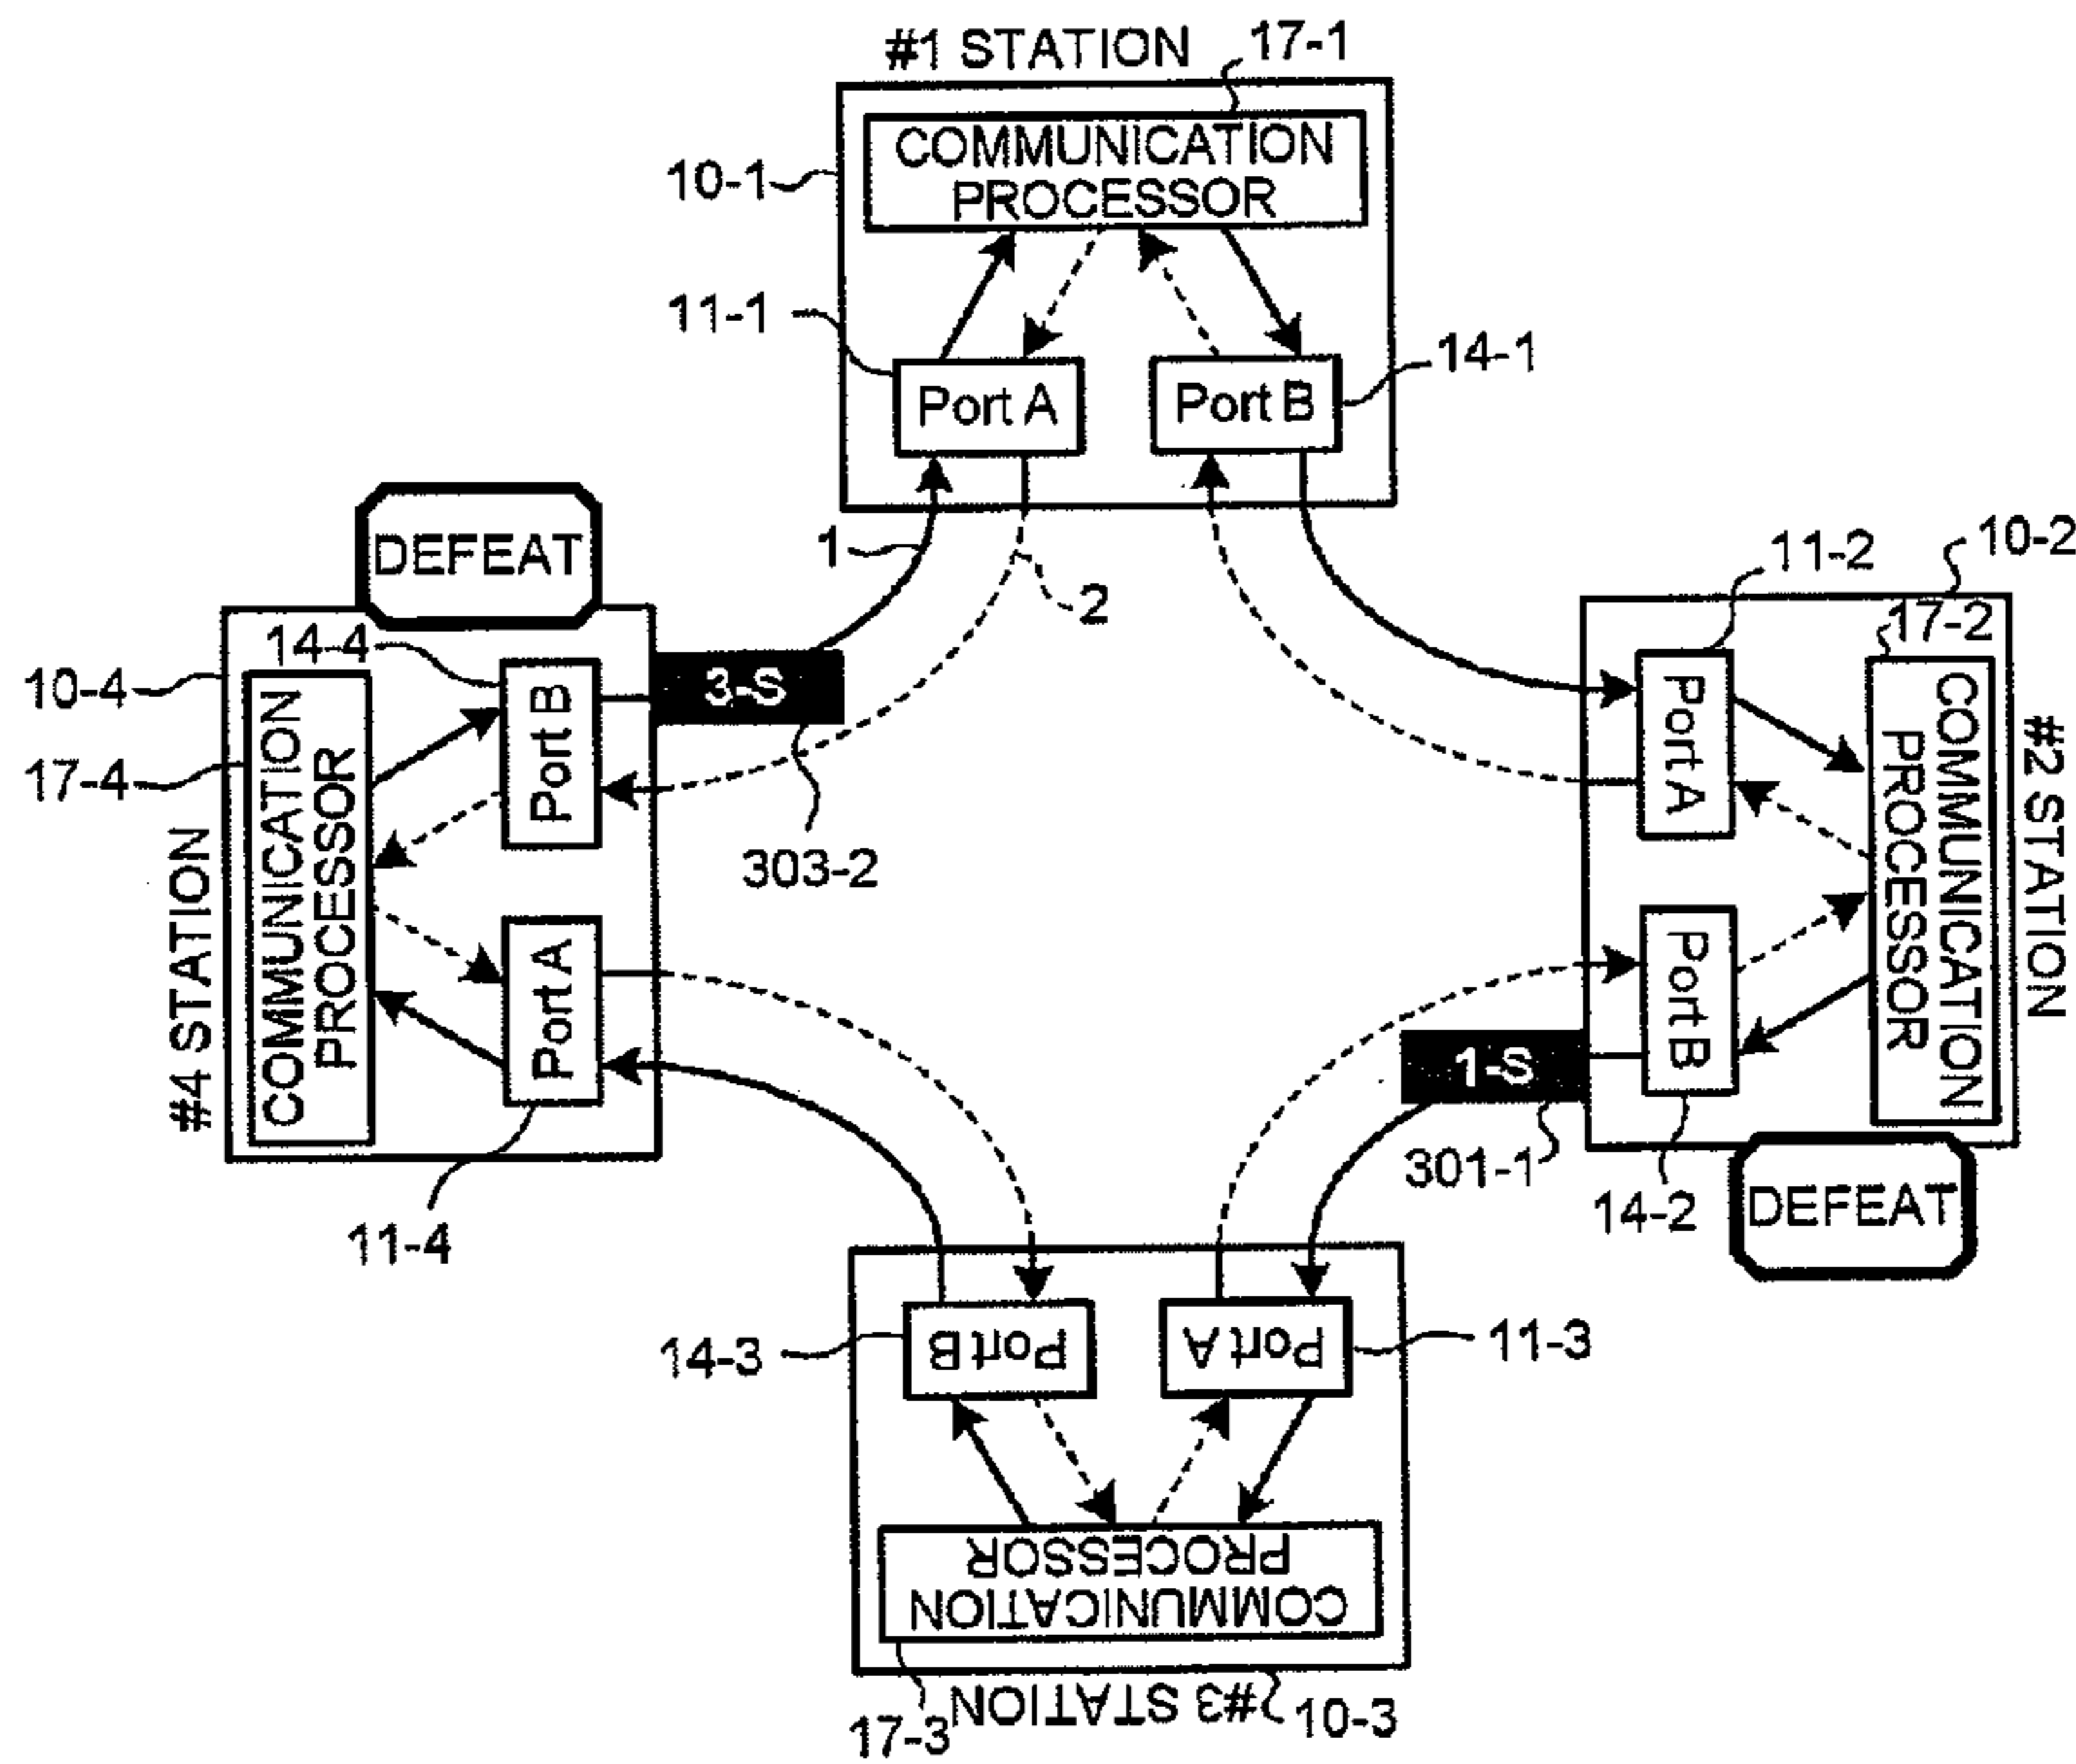 #1 STATION
17-1
COMMUNICATION
PROCESSOR
10-1
11-1
Port A
Port B
14-1
1
2
DEFEAT
14-4
10-4
17-4
#4 STATION
COMMUNICATION
PROCESSOR
Port B
Port A
3-S
303-2
11-4
10-2
11-2
17-2
Port A
Port B
COMMUNICATION
PROCESSOR
#2 STATION
1-S
301-1
14-2
DEFEAT
14-3
Port B
Port A
11-3
COMMUNICATION
PROCESSOR
17-3
#3 STATION
10-3